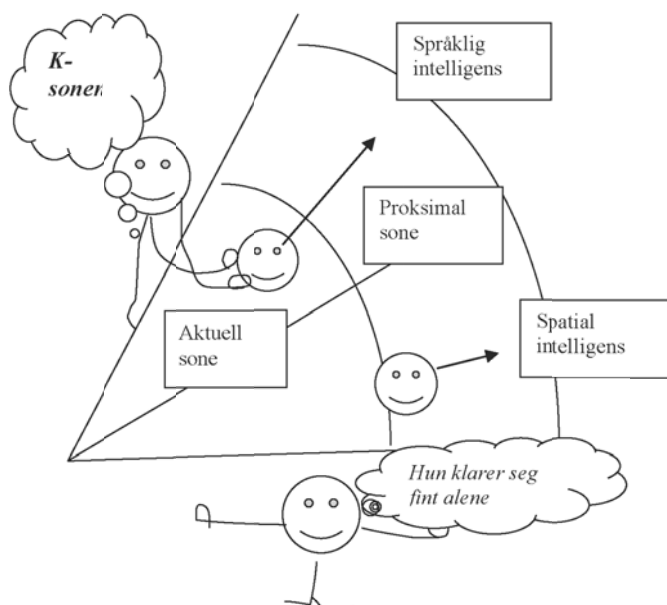 K-
sonen
Språklig
intelligens
Proksimal
sone
Aktuell
sone
Spatial
intelligens
Hun klarer seg
fint alene